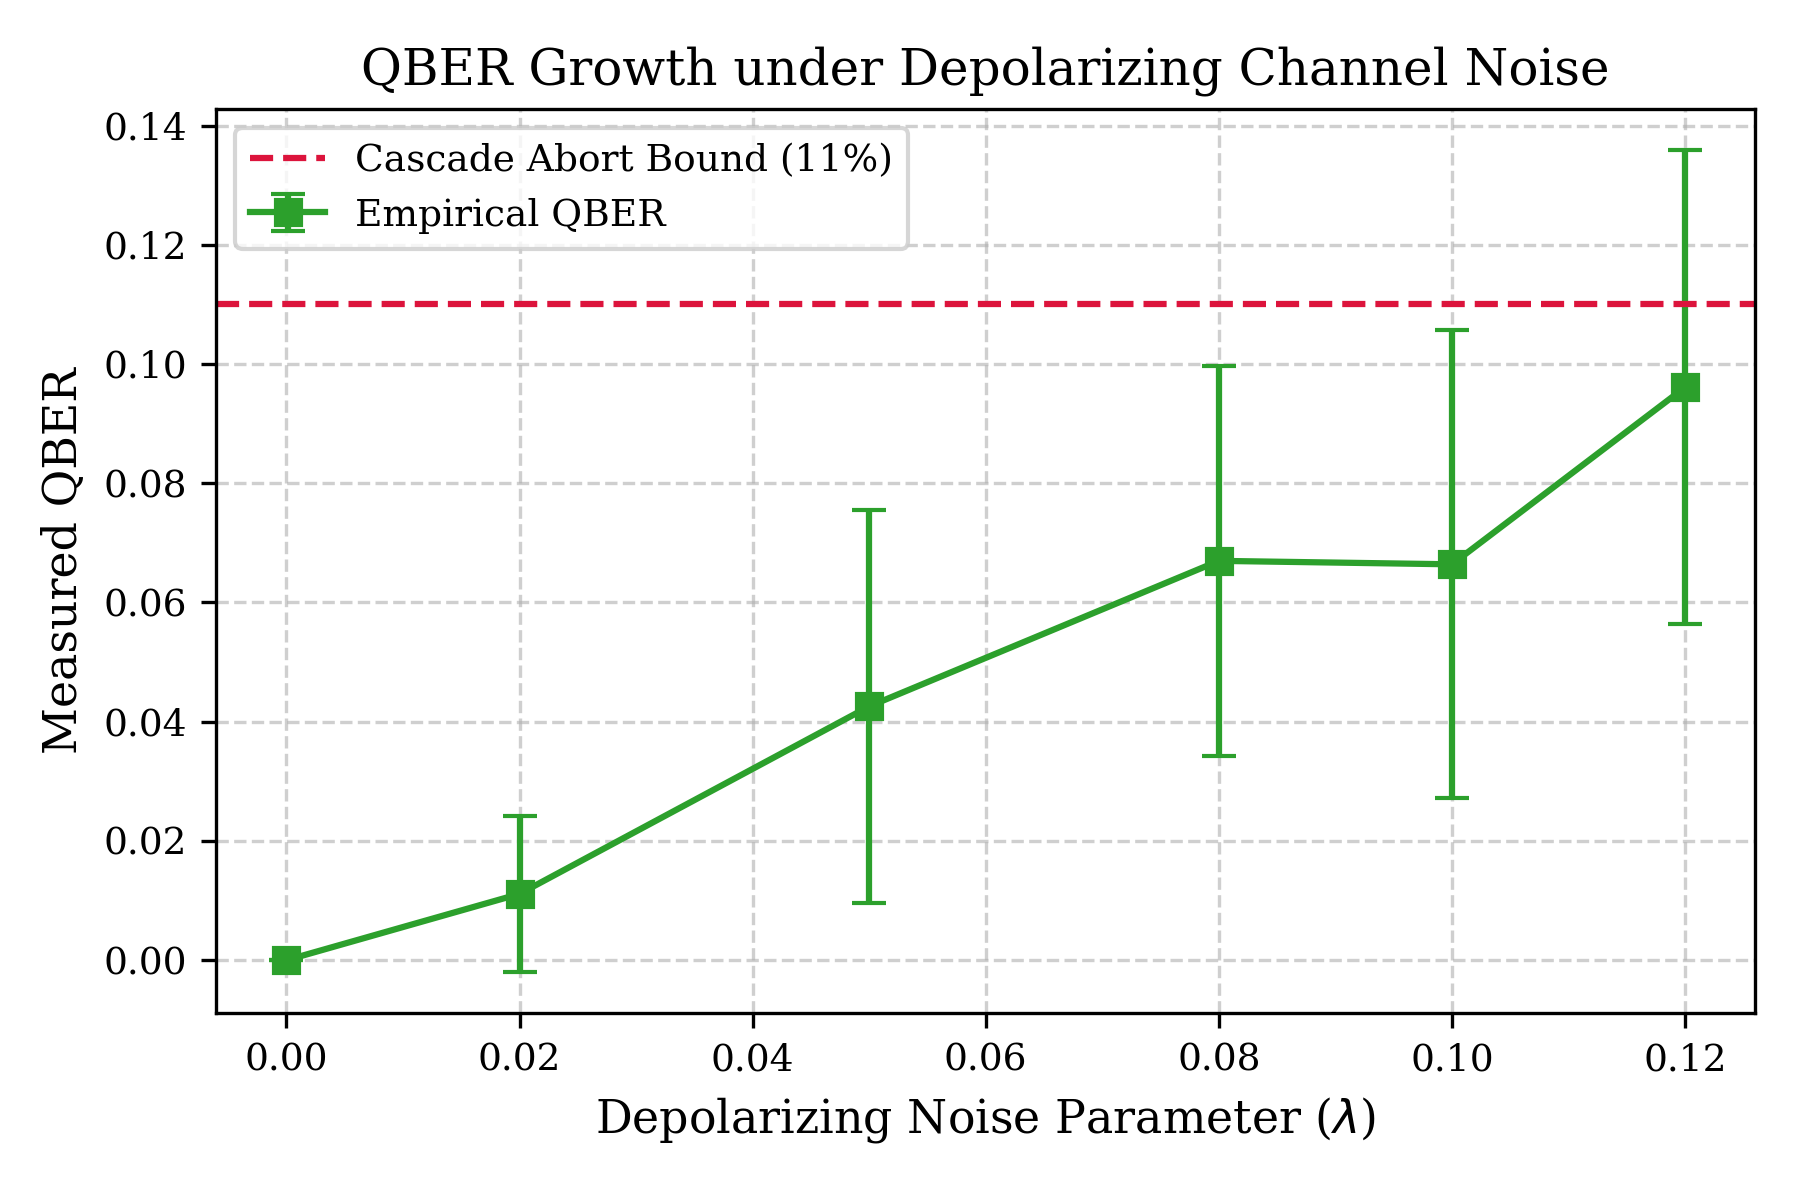 QBER Growth under Depolarizing Channel Noise
Cascade Abort Bound (11%)
Empirical QBER
Measured QBER
0.14
0.12
0.10
0.08
0.06
0.04
0.02
0.00
0.00 0.02 0.04 0.06 0.08 0.10 0.12
Depolarizing Noise Parameter (λ)